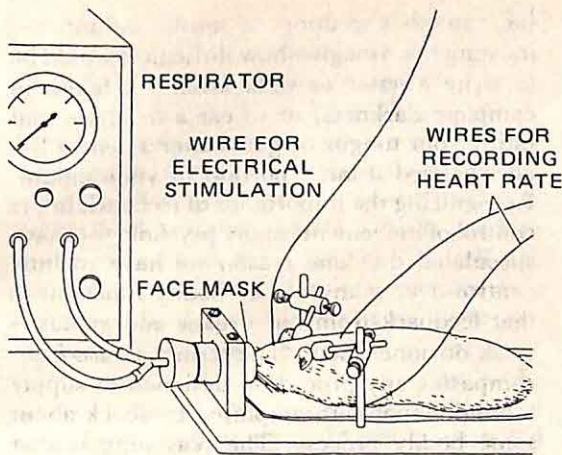 RESPIRATOR
WIRE FOR
ELECTRICAL
STIMULATION
WIRES FOR
RECORDING
HEART RATE
FACE MASK